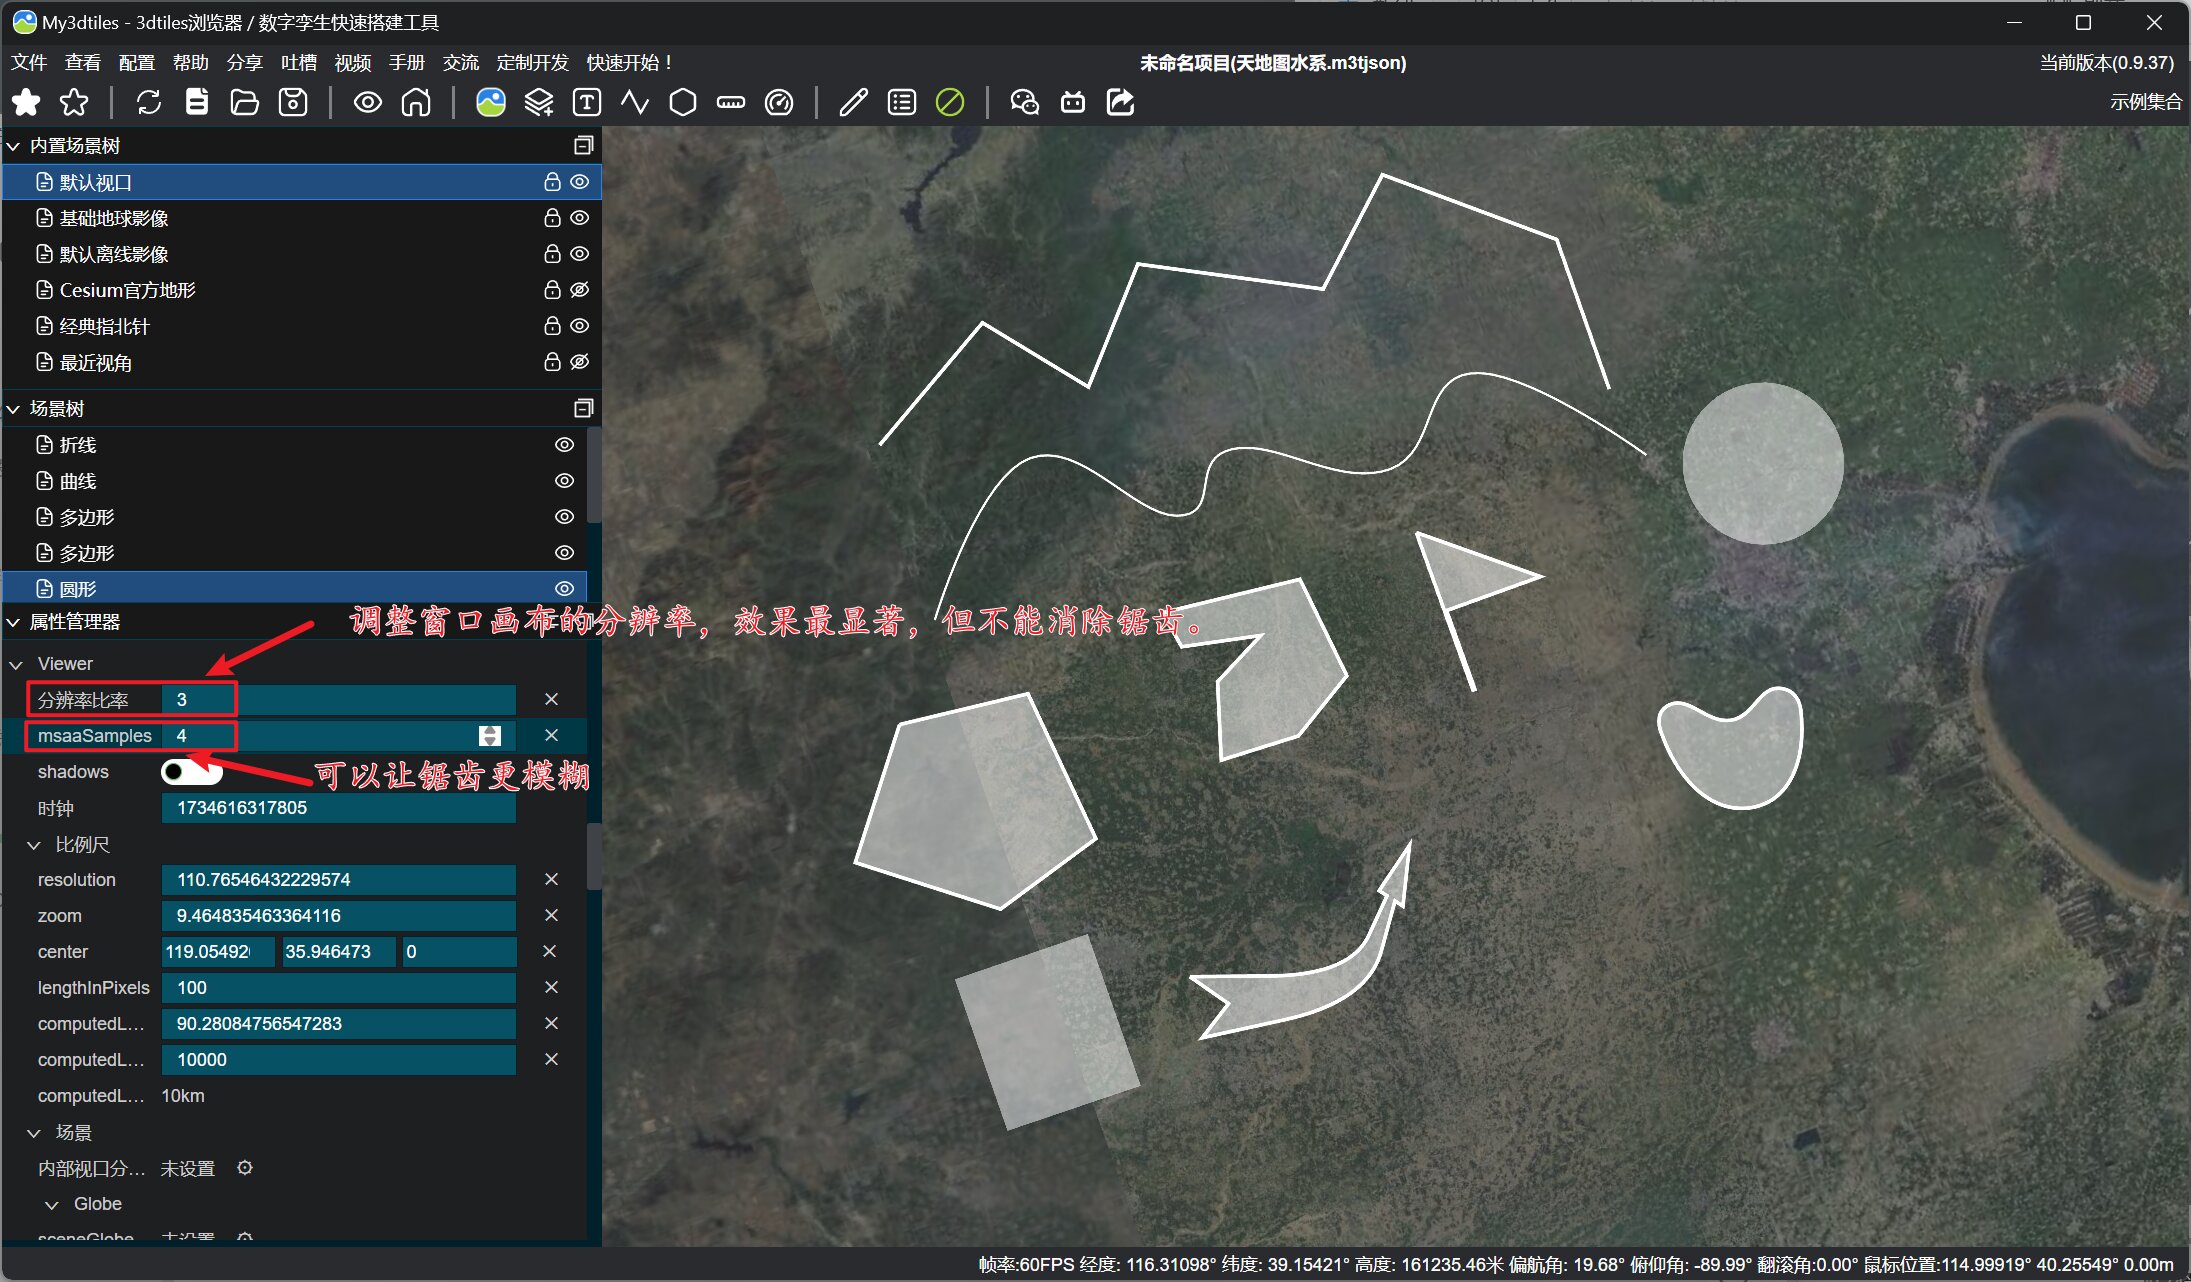 My3dtiles - 3dtiles浏览器 / 数字孪生快速搭建工具
文件 查看 配置 帮助 分享 吐槽 视频 手册 交流 定制开发 快速开始！
未命名项目(天地图水系.m3tjson)
当前版本(0.9.37)
示例集合
内置场景树
默认视口
基础地球影像
默认离线影像
Cesium官方地形
经典指北针
最近视角
场景树
折线
曲线
多边形
多边形
圆形
属性管理器
调整窗口画布的分辨率，效果最显著，但不能消除锯齿。
Viewer
分辨率比率 3
msaaSamples 4
shadows
可以让锯齿更模糊
时钟 1734616317805
比例尺
resolution 110.76546432229574
zoom 9.464835463364116
center 119.054920 35.946473 0
lengthInPixels 100
computedL... 90.28084756547283
computedL... 10000
computedL... 10km
场景
内部视口分... 未设置
Globe
sceneGlobe 未设置
帧率:60FPS 经度: 116.31098° 纬度: 39.15421° 高度: 161235.46米 偏航角: 19.68° 俯仰角: -89.99° 翻滚角:0.00° 鼠标位置:114.99919° 40.25549° 0.00m